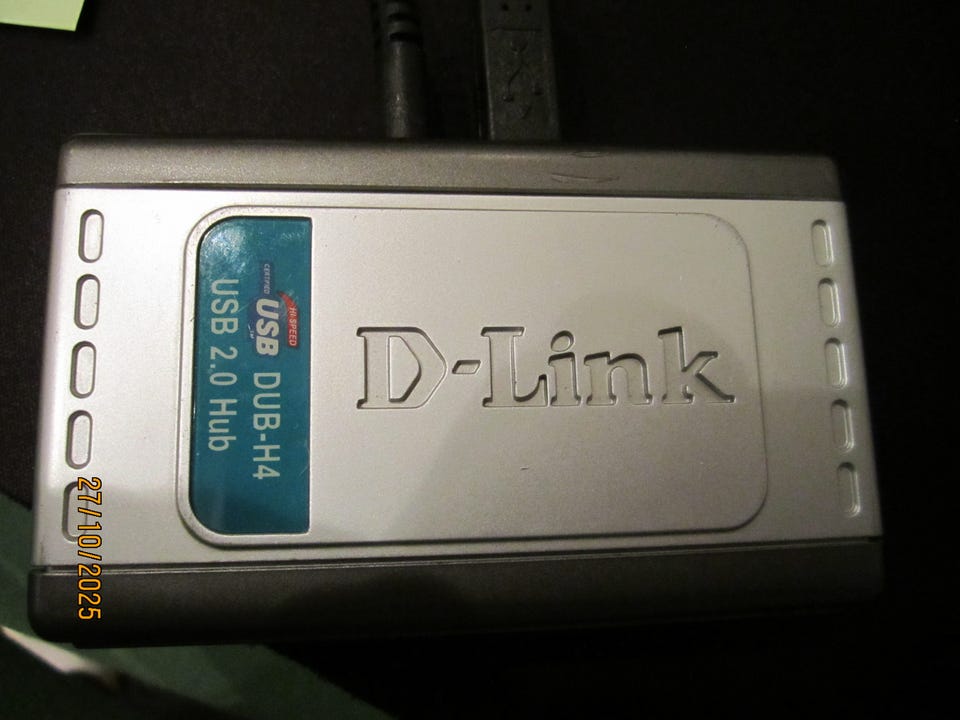 D-Link
CERTIFIED
HI-SPEED
USB DUB-H4
USB 2.0 Hub
27/10/2025